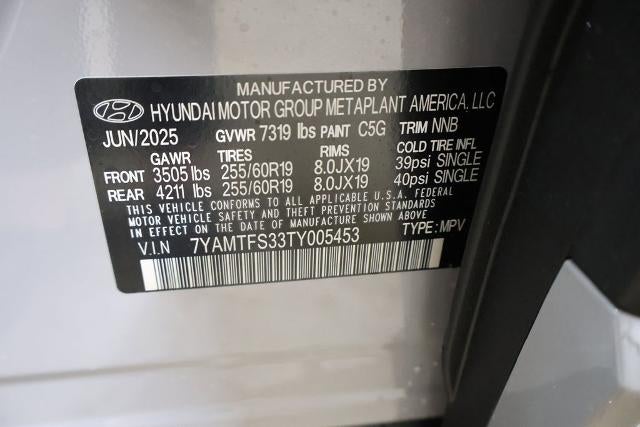 MANUFACTURED BY
HYUNDAI MOTOR GROUP METAPLANT AMERICA, LLC
JUN/2025 GVWR 7319 lbs PAINT C5G TRIM NNB
GAWR TIRES RIMS COLD TIRE INFL
FRONT 3505 lbs 255/60R19 8.0JX19 39psi SINGLE
REAR 4211 lbs 255/60R19 8.0JX19 40psi SINGLE
THIS VEHICLE CONFORMS TO ALL APPLICABLE U.S.A. FEDERAL
MOTOR VEHICLE SAFETY AND THEFT PREVENTION STANDARDS
IN EFFECT ON THE DATE OF MANUFACTURE SHOWN ABOVE.
V.I.N 7YAMTFS33TY005453 TYPE: MPV